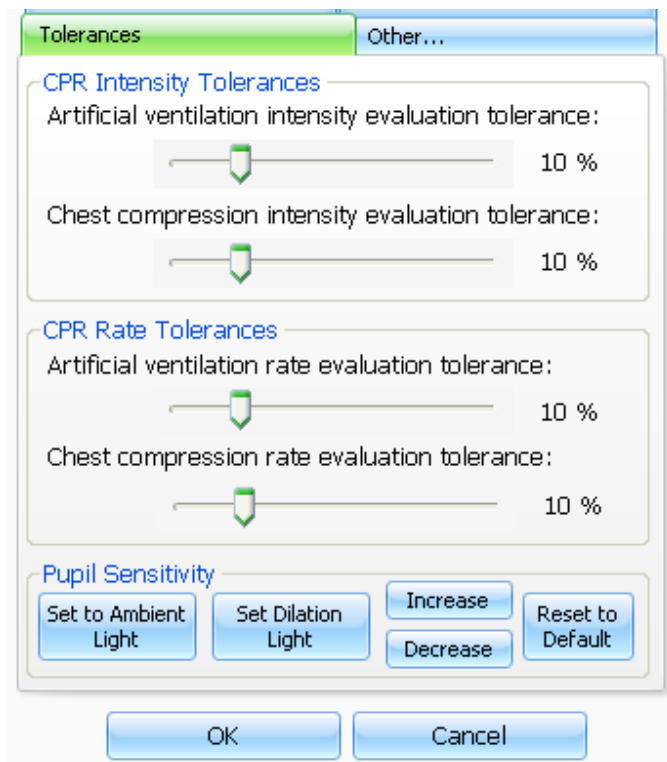 Tolerances
Other...
CPR Intensity Tolerances
Artificial ventilation intensity evaluation tolerance:
10 %
Chest compression intensity evaluation tolerance:
10 %
CPR Rate Tolerances
Artificial ventilation rate evaluation tolerance:
10 %
Chest compression rate evaluation tolerance:
10 %
Pupil Sensitivity
Set to Ambient
Light
Set Dilation
Light
Increase
Decrease
Reset to
Default
OK
Cancel